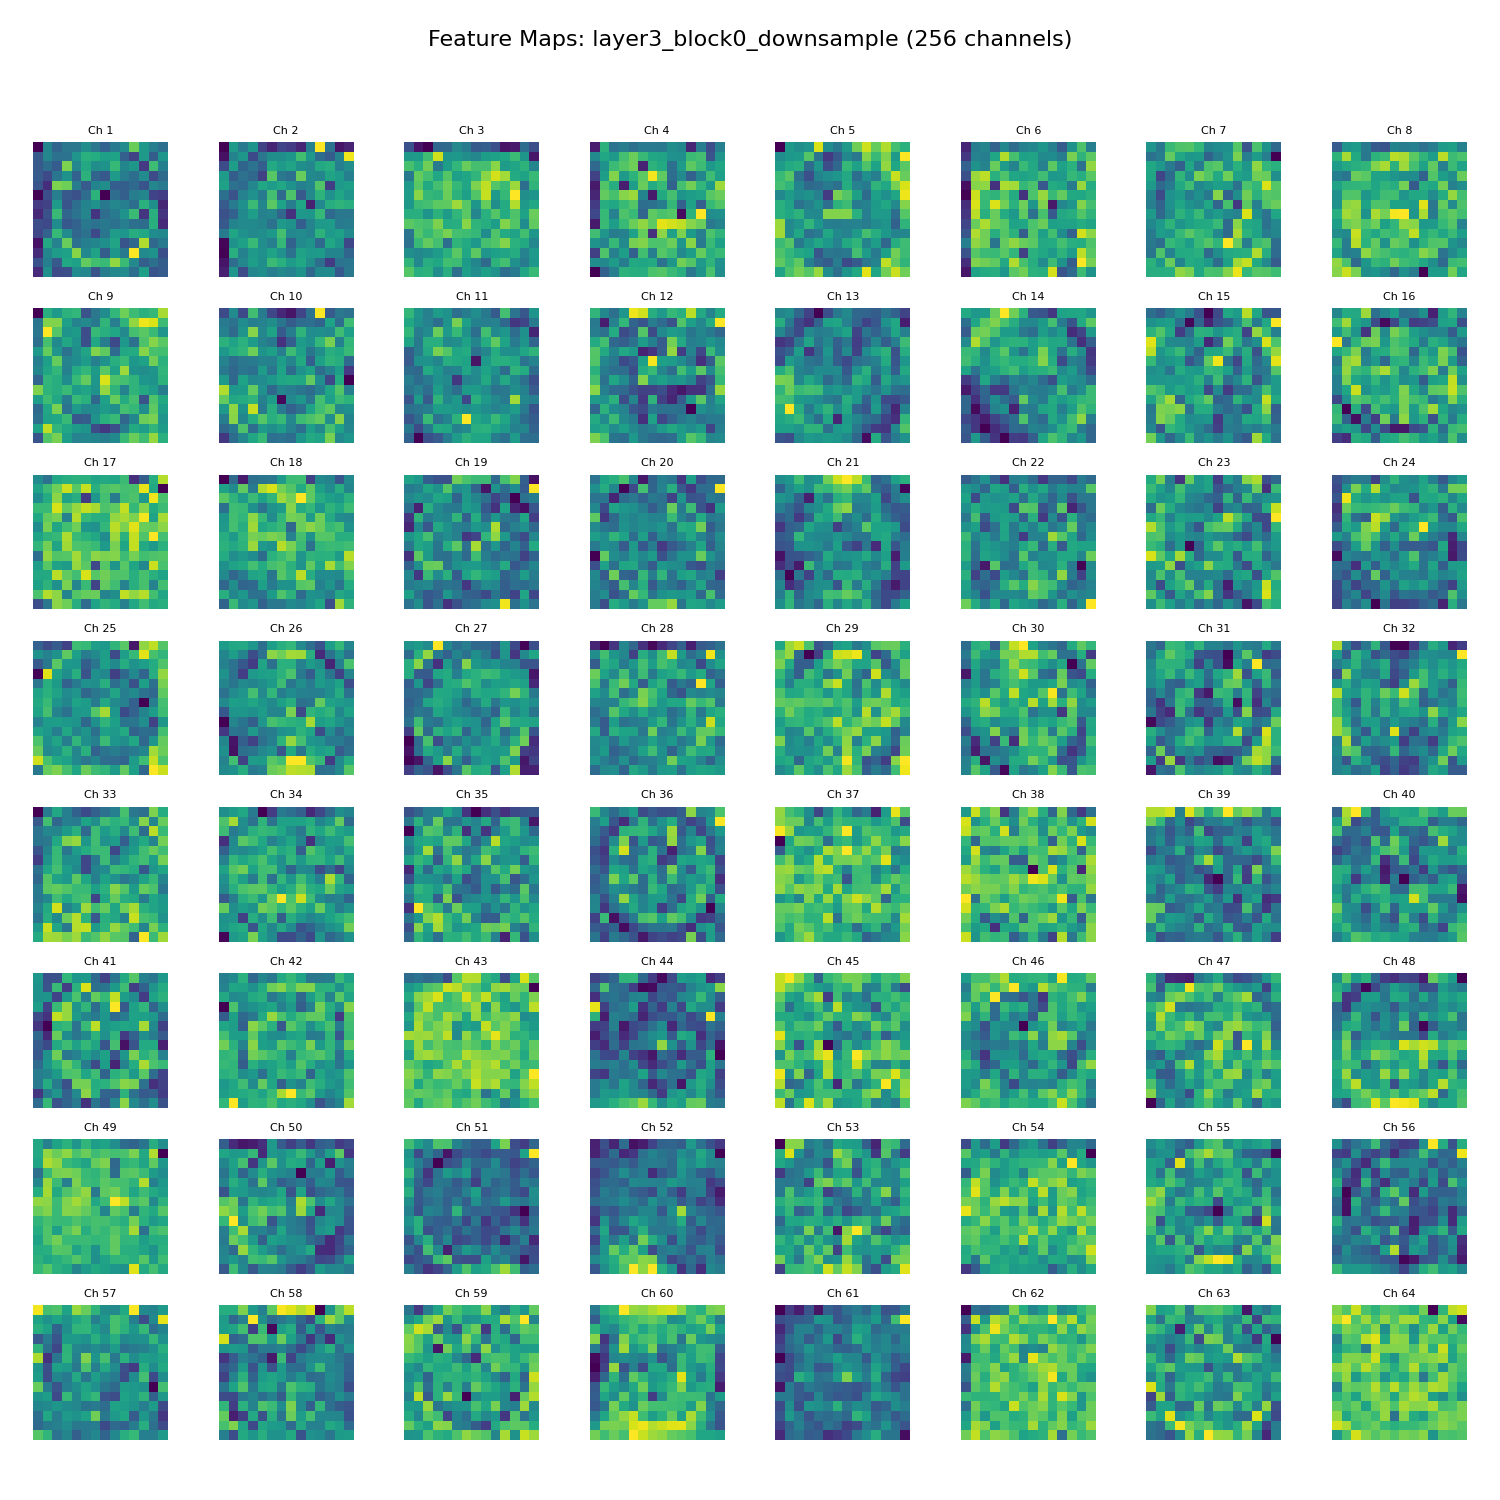 Feature Maps: layer3_block0_downsample (256 channels)
Ch 1 Ch 2 Ch 3 Ch 4 Ch 5 Ch 6 Ch 7 Ch 8
Ch 9 Ch 10 Ch 11 Ch 12 Ch 13 Ch 14 Ch 15 Ch 16
Ch 17 Ch 18 Ch 19 Ch 20 Ch 21 Ch 22 Ch 23 Ch 24
Ch 25 Ch 26 Ch 27 Ch 28 Ch 29 Ch 30 Ch 31 Ch 32
Ch 33 Ch 34 Ch 35 Ch 36 Ch 37 Ch 38 Ch 39 Ch 40
Ch 41 Ch 42 Ch 43 Ch 44 Ch 45 Ch 46 Ch 47 Ch 48
Ch 49 Ch 50 Ch 51 Ch 52 Ch 53 Ch 54 Ch 55 Ch 56
Ch 57 Ch 58 Ch 59 Ch 60 Ch 61 Ch 62 Ch 63 Ch 64